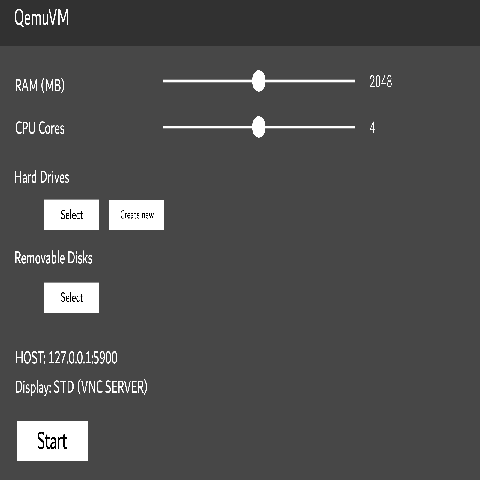 QemuVM
RAM (MB) 2048
CPU Cores 4
Hard Drives
Select Create new
Removable Disks
Select
HOST: 127.0.0.1:5900
Display: STD (VNC SERVER)
Start